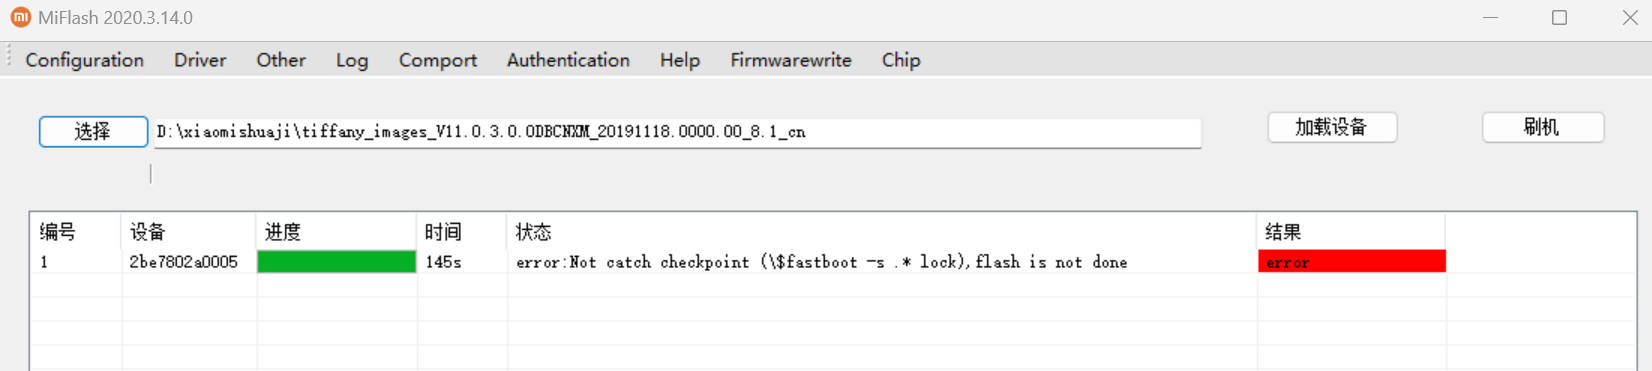 MiFlash 2020.3.14.0
Configuration Driver Other Log Comport Authentication Help Firmwarewrite Chip
选择 D:\xiaomishuaji\tiffany_images_V11.0.3.0.ODBCNXM_20191118.0000.00_8.1_cn 加载设备 刷机
编号 设备 进度 时间 状态 结果
1 2be7802a0005 145s error:Not catch checkpoint (\$fastboot -s .* lock),flash is not done error